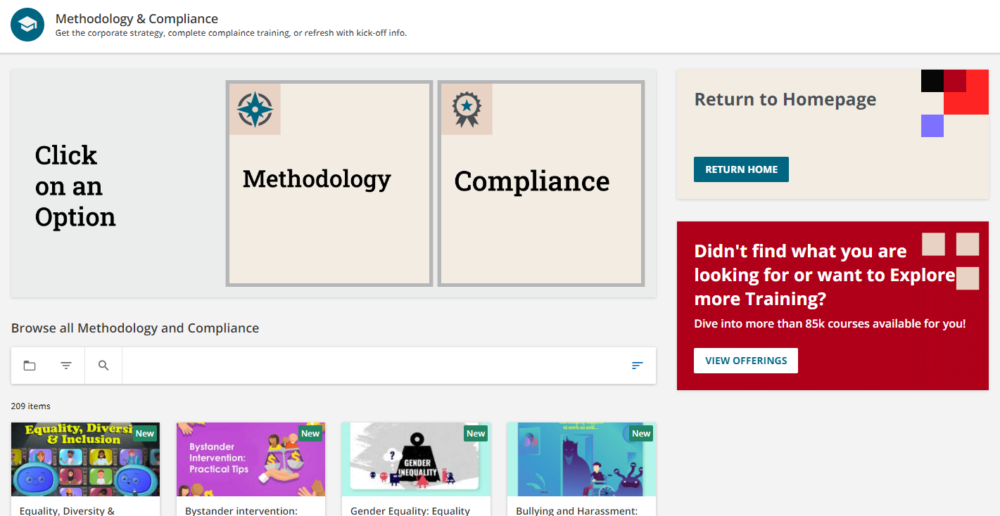 Methodology & Compliance
Get the corporate strategy, complete complaince training, or refresh with kick-off info.
Click
on an
Option
Methodology
Compliance
Return to Homepage
RETURN HOME
Didn't find what you are
looking for or want to Explore
more Training?
Dive into more than 85k courses available for you!
VIEW OFFERINGS
Browse all Methodology and Compliance
209 items
Equality, Diversi
& Inclusion
New
Bystander
Intervention:
Practical Tips
New
?
GENDER
INEQUALITY
New
at work as well...
New
Equality, Diversity &
Bystander intervention:
Gender Equality: Equality
Bullying and Harassment: